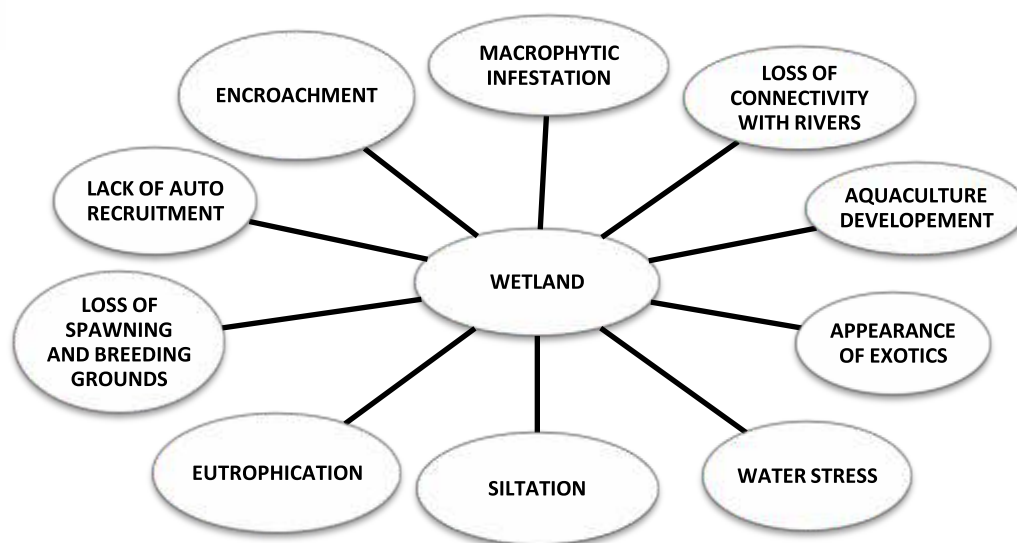 MACROPHYTIC
INFESTATION
ENCROACHMENT
LOSS OF
CONNECTIVITY
WITH RIVERS
LACK OF AUTO
RECRUITMENT
AQUACULTURE
DEVELOPEMENT
WETLAND
LOSS OF
SPAWNING
AND BREEDING
GROUNDS
APPEARANCE
OF EXOTICS
EUTROPHICATION
SILTATION
WATER STRESS